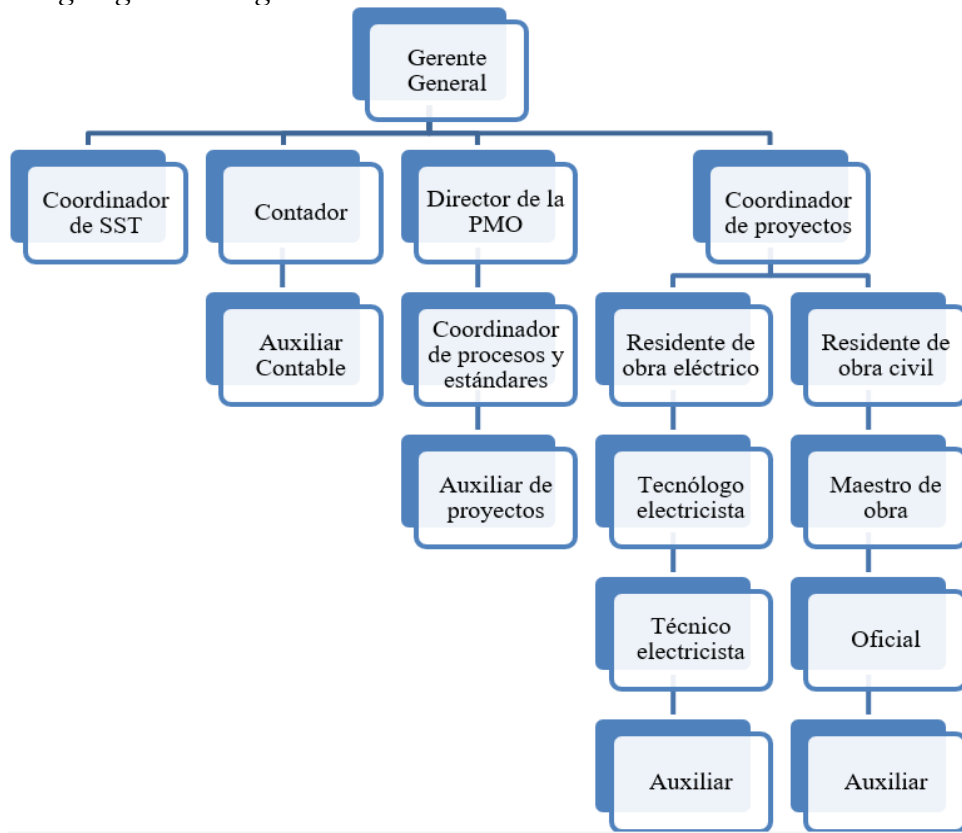 Gerente
General
Coordinador
de SST
Contador
Director de la
PMO
Coordinador
de proyectos
Auxiliar
Contable
Coordinador
de procesos y
estándares
Residente de
obra eléctrico
Residente de
obra civil
Auxiliar de
proyectos
Tecnólogo
electricista
Maestro de
obra
Técnico
electricista
Oficial
Auxiliar
Auxiliar